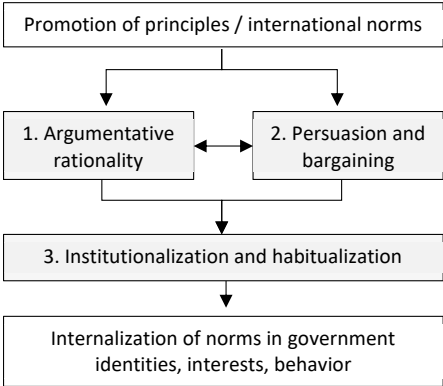 Promotion of principles / international norms
1. Argumentative
rationality
2. Persuasion and
bargaining
3. Institutionalization and habitualization
Internalization of norms in government
identities, interests, behavior